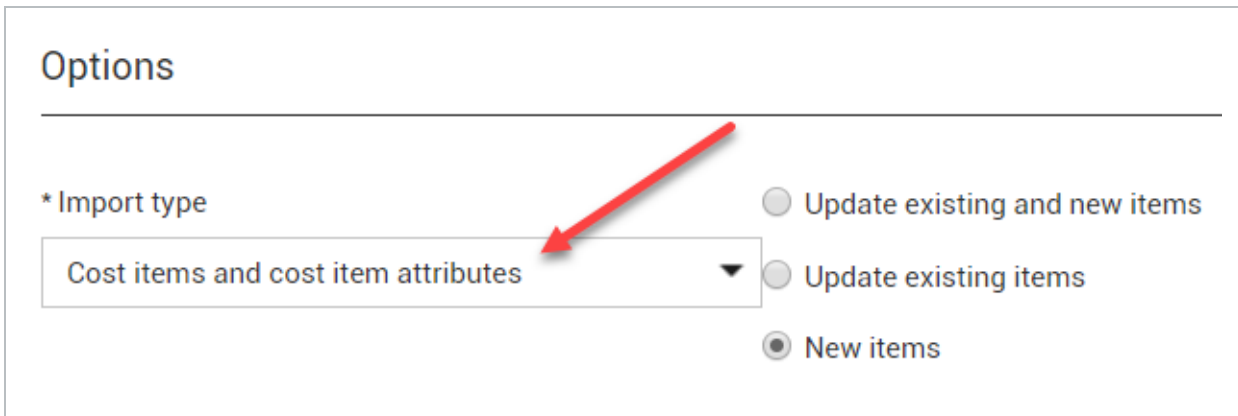 Options
* Import type
Cost items and cost item attributes
Update existing and new items
Update existing items
New items